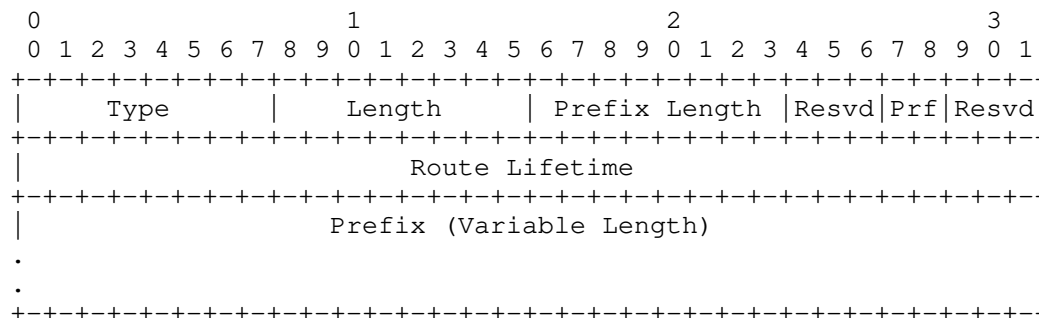 0                   1                   2                   3
 0 1 2 3 4 5 6 7 8 9 0 1 2 3 4 5 6 7 8 9 0 1 2 3 4 5 6 7 8 9 0 1
+-+-+-+-+-+-+-+-+-+-+-+-+-+-+-+-+-+-+-+-+-+-+-+-+-+-+-+-+-+-+-+-
|     Type      |    Length     | Prefix Length |Resvd|Prf|Resvd
+-+-+-+-+-+-+-+-+-+-+-+-+-+-+-+-+-+-+-+-+-+-+-+-+-+-+-+-+-+-+-+-
|                        Route Lifetime
+-+-+-+-+-+-+-+-+-+-+-+-+-+-+-+-+-+-+-+-+-+-+-+-+-+-+-+-+-+-+-+-
|                   Prefix (Variable Length)
.
.
+-+-+-+-+-+-+-+-+-+-+-+-+-+-+-+-+-+-+-+-+-+-+-+-+-+-+-+-+-+-+-+-